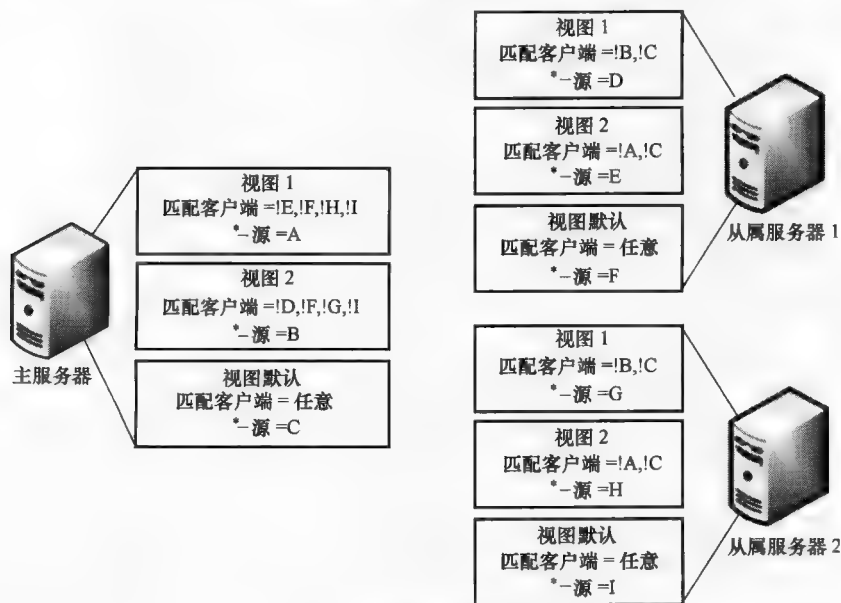 视图 1
匹配客户端 =!E,!F,!H,!I
*–源 =A
视图 2
匹配客户端 =!D,!F,!G,!I
*–源 =B
视图默认
匹配客户端 = 任意
*–源 =C
主服务器
视图 1
匹配客户端 =!B,!C
*–源 =D
视图 2
匹配客户端 =!A,!C
*–源 =E
视图默认
匹配客户端 = 任意
*–源 =F
从属服务器 1
视图 1
匹配客户端 =!B,!C
*–源 =G
视图 2
匹配客户端 =!A,!C
*–源 =H
视图默认
匹配客户端 = 任意
*–源 =I
从属服务器 2